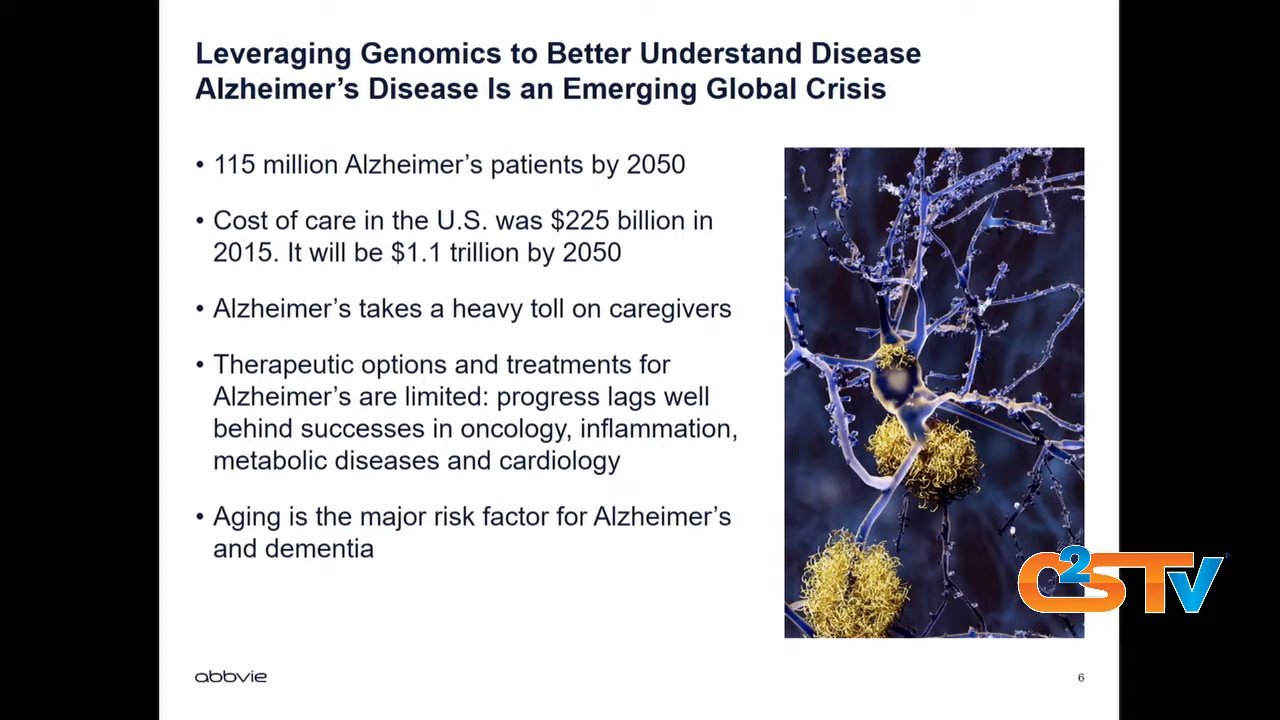 Leveraging Genomics to Better Understand Disease
Alzheimer's Disease Is an Emerging Global Crisis
• 115 million Alzheimer's patients by 2050
• Cost of care in the U.S. was $225 billion in
2015. It will be $1.1 trillion by 2050
• Alzheimer's takes a heavy toll on caregivers
• Therapeutic options and treatments for
Alzheimer's are limited: progress lags well
behind successes in oncology, inflammation,
metabolic diseases and cardiology
• Aging is the major risk factor for Alzheimer's
and dementia
C2STV
abbvie
6